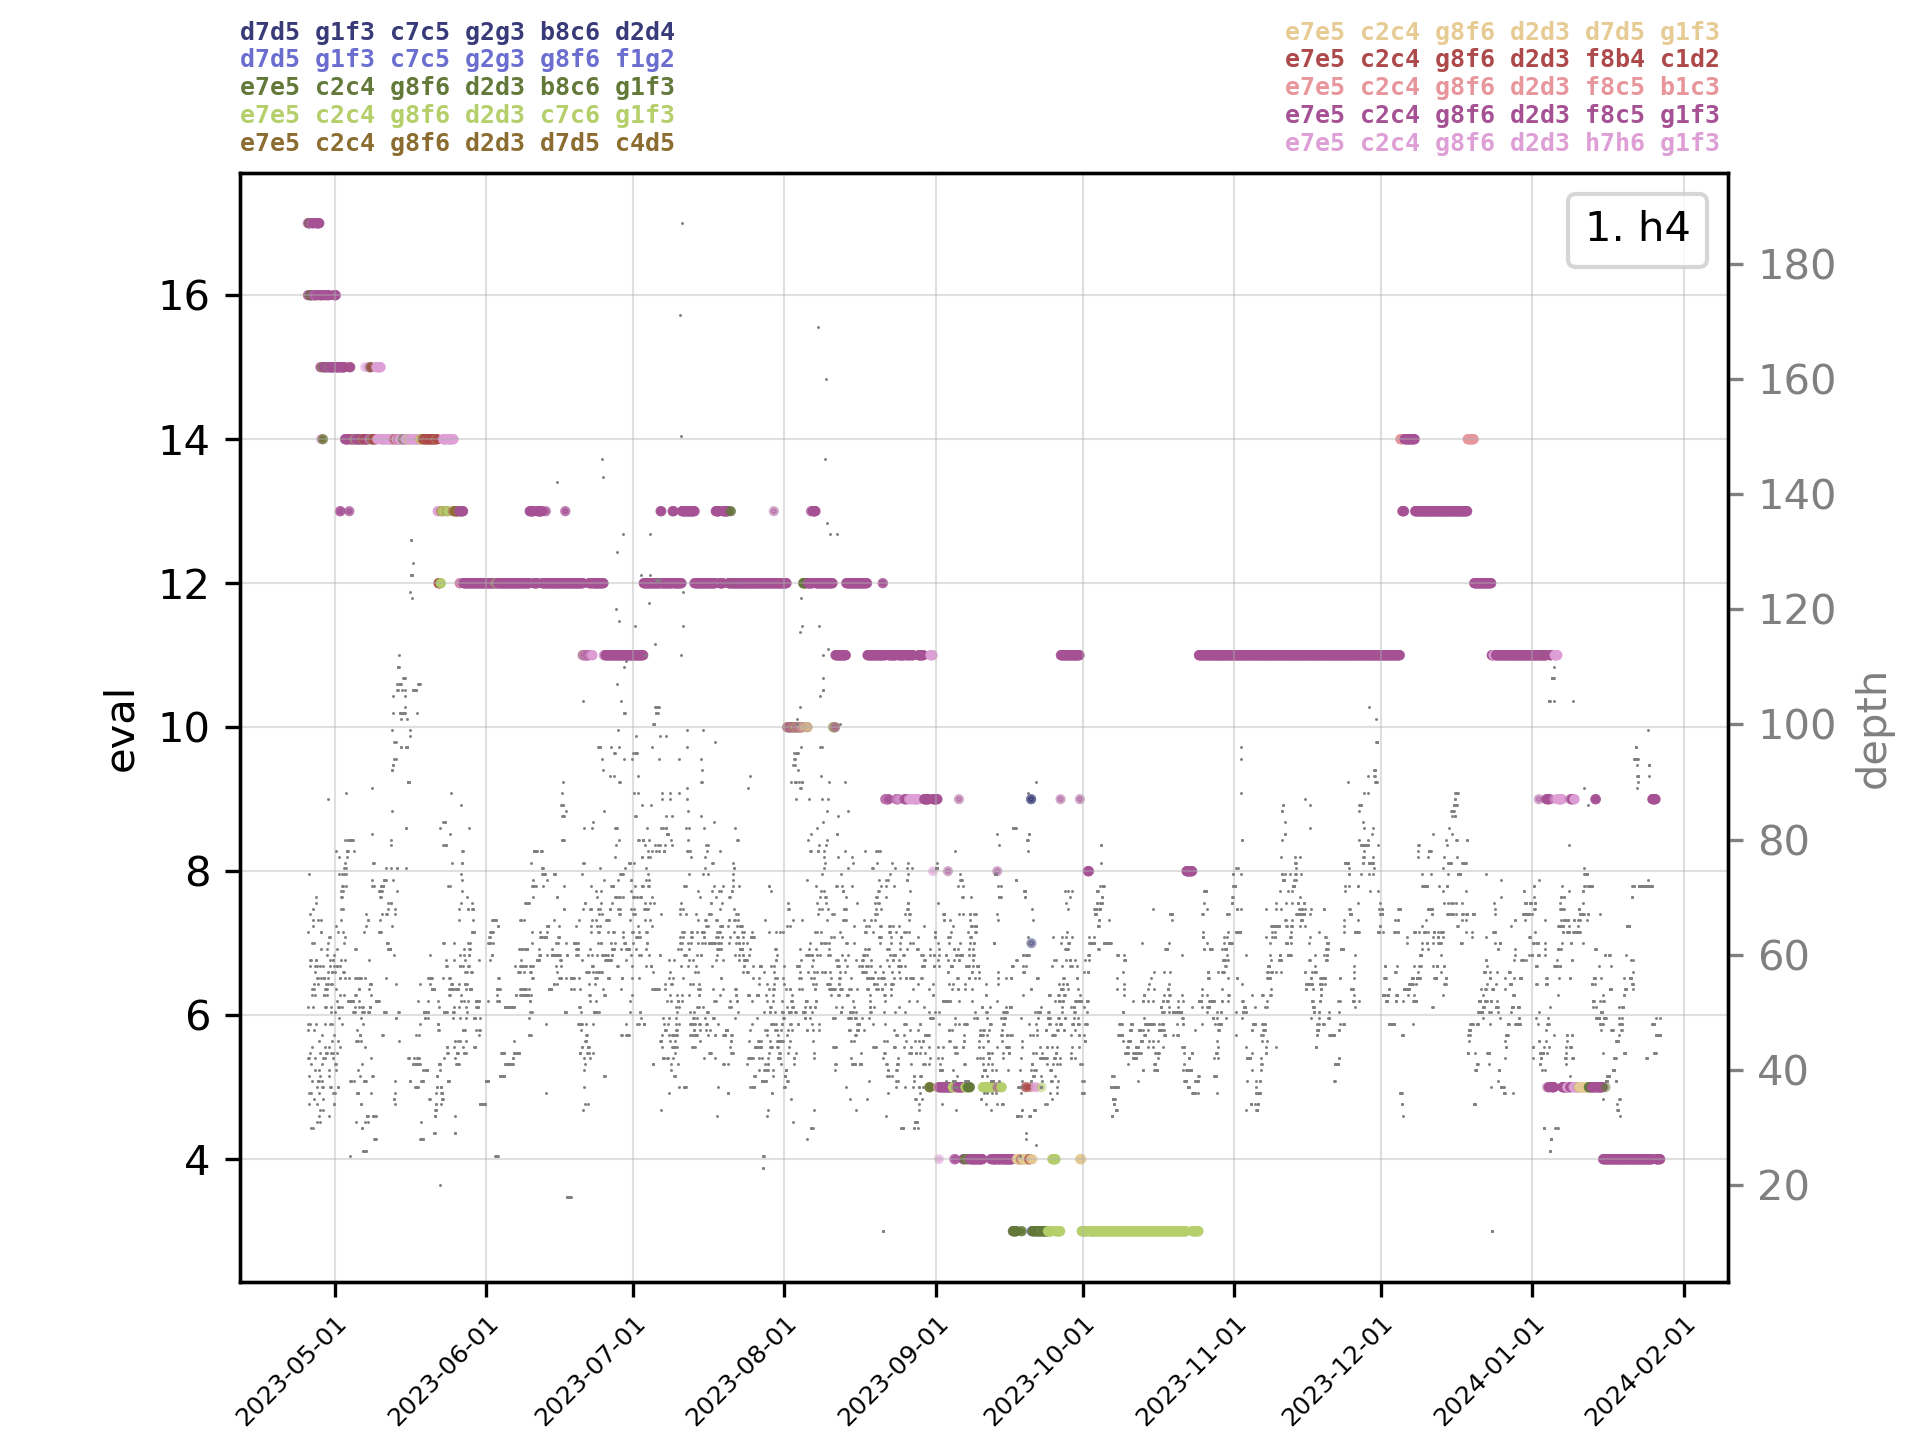 d7d5 g1f3 c7c5 g2g3 b8c6 d2d4
d7d5 g1f3 c7c5 g2g3 g8f6 f1g2
e7e5 c2c4 g8f6 d2d3 b8c6 g1f3
e7e5 c2c4 g8f6 d2d3 c7c6 g1f3
e7e5 c2c4 g8f6 d2d3 d7d5 c4d5
e7e5 c2c4 g8f6 d2d3 d7d5 g1f3
e7e5 c2c4 g8f6 d2d3 f8b4 c1d2
e7e5 c2c4 g8f6 d2d3 f8c5 b1c3
e7e5 c2c4 g8f6 d2d3 f8c5 g1f3
e7e5 c2c4 g8f6 d2d3 h7h6 g1f3
1. h4
eval
16
14
12
10
8
6
4
depth
180
160
140
120
100
80
60
40
20
2023-05-01
2023-06-01
2023-07-01
2023-08-01
2023-09-01
2023-10-01
2023-11-01
2023-12-01
2024-01-01
2024-02-01